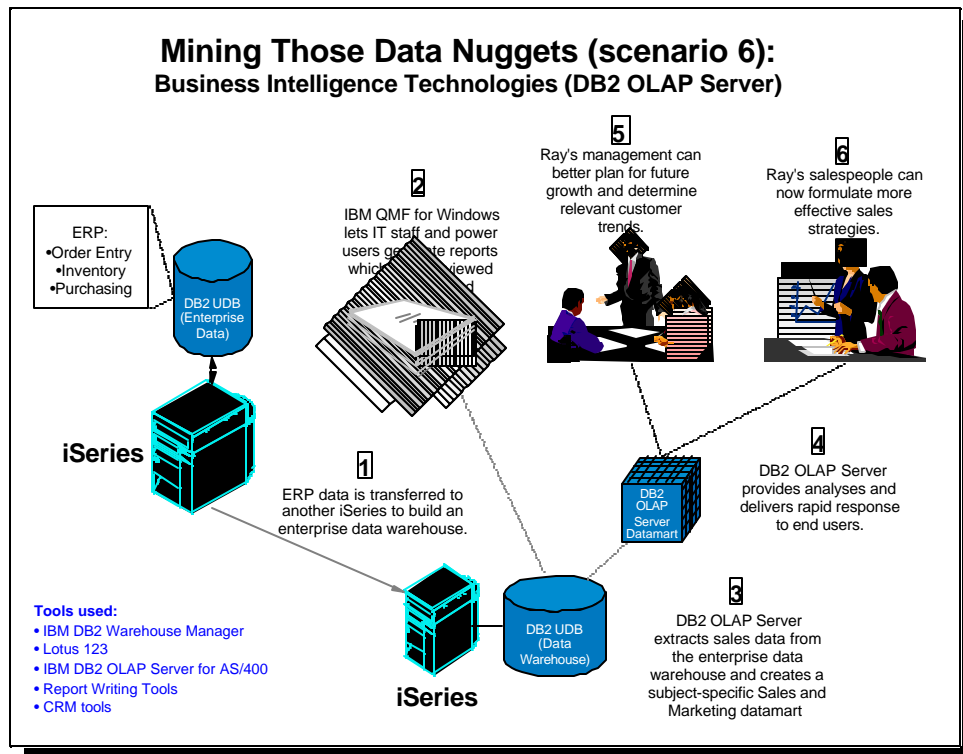 Mining Those Data Nuggets (scenario 6):
Business Intelligence Technologies (DB2 OLAP Server)
5
Ray's management can
better plan for future
growth and determine
relevant customer
trends.
6
Ray's salespeople can
now formulate more
effective sales
strategies.
2
IBM QMF for Windows
lets IT staff and power
users generate reports
which viewed
ERP:
•Order Entry
•Inventory
•Purchasing
DB2 UDB
(Enterprise
Data)
iSeries
1
ERP data is transferred to
another iSeries to build an
enterprise data warehouse.
DB2
OLAP
Server
Datamart
4
DB2 OLAP Server
provides analyses and
delivers rapid response
to end users.
Tools used:
• IBM DB2 Warehouse Manager
• Lotus 123
• IBM DB2 OLAP Server for AS/400
• Report Writing Tools
• CRM tools
iSeries
DB2 UDB
(Data
Warehouse)
3
DB2 OLAP Server
extracts sales data from
the enterprise data
warehouse and creates a
subject-specific Sales and
Marketing datamart